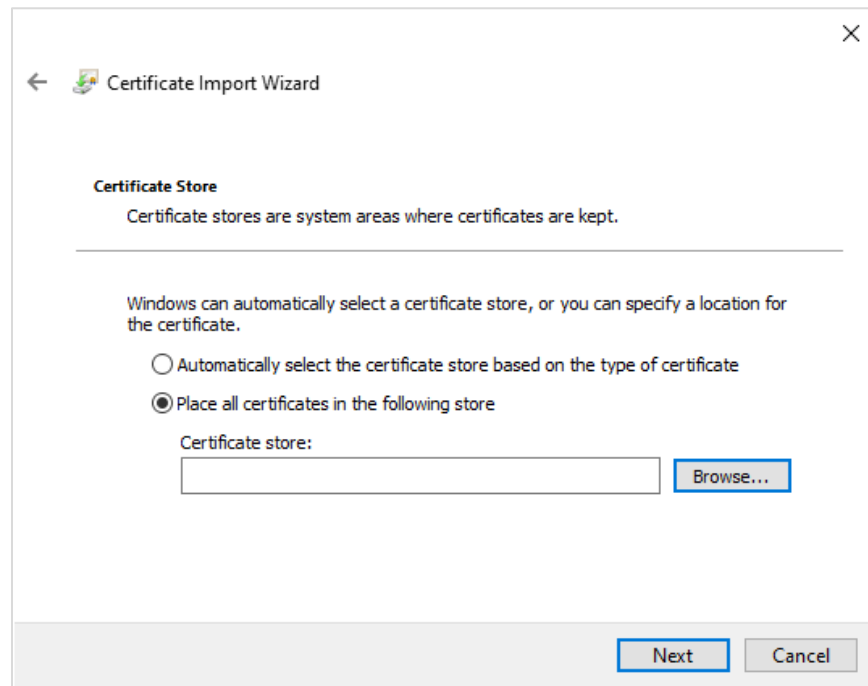 Certificate Import Wizard
Certificate Store
Certificate stores are system areas where certificates are kept.
Windows can automatically select a certificate store, or you can specify a location for
the certificate.
Automatically select the certificate store based on the type of certificate
Place all certificates in the following store
Certificate store:
Browse...
Next
Cancel